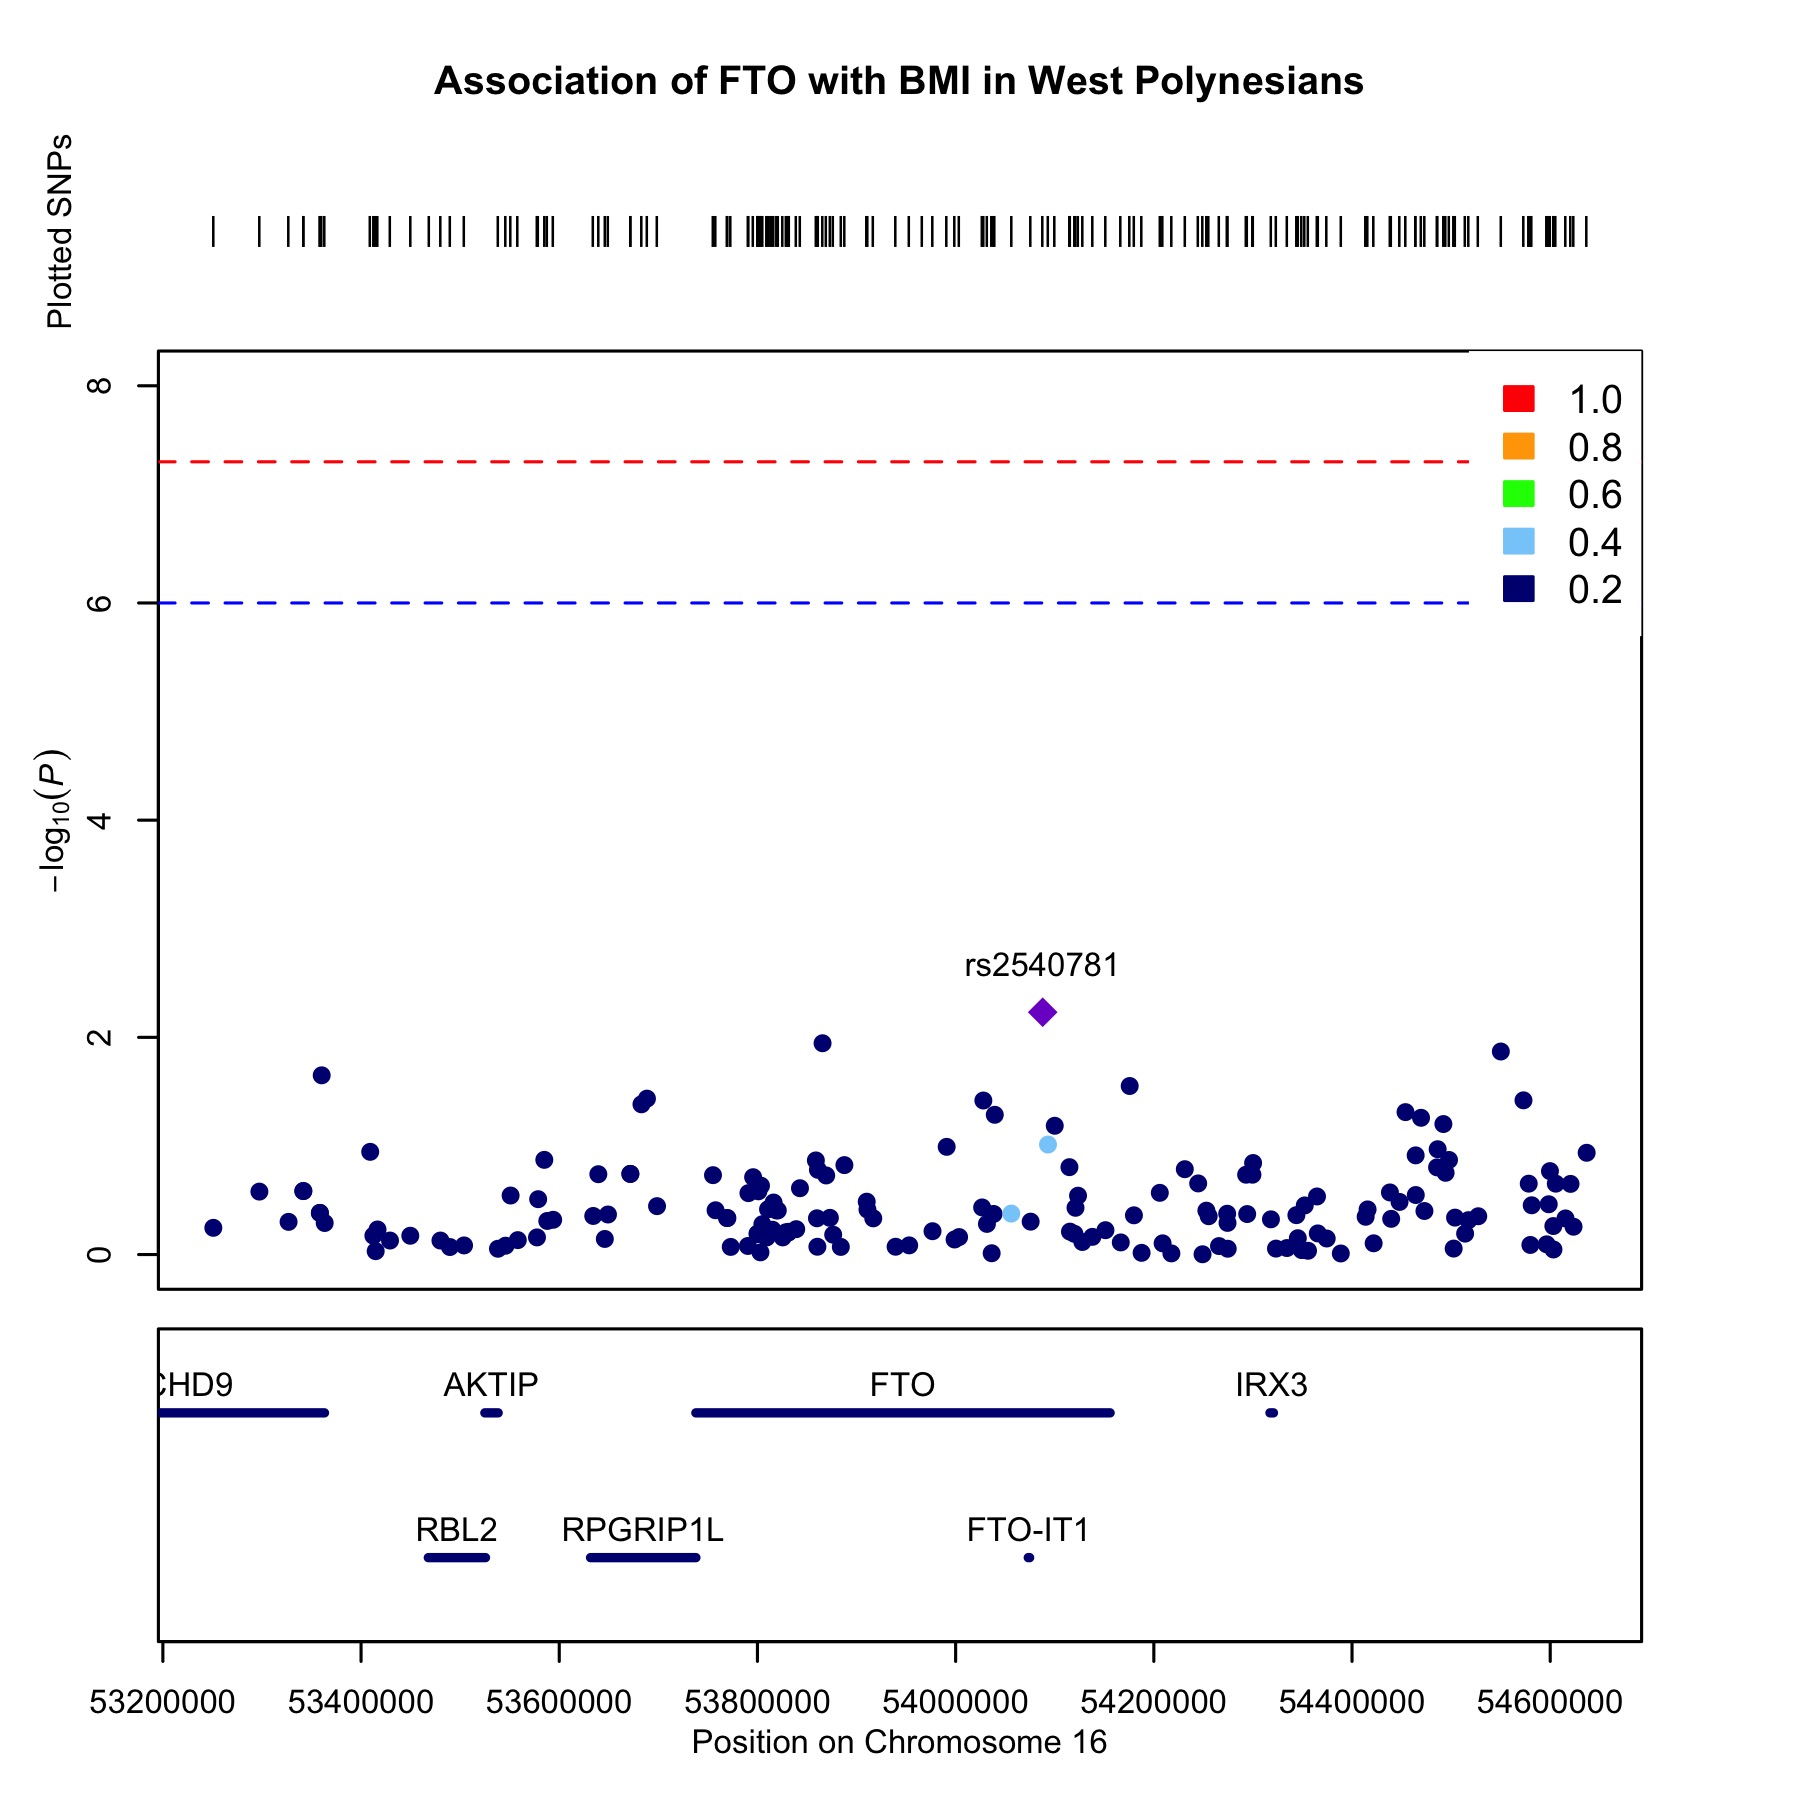 Association of FTO with BMI in West Polynesians
Plotted SNPs
8
6
4
2
0
−log10(P)
1.0
0.8
0.6
0.4
0.2
rs2540781
CHD9
AKTIP
FTO
IRX3
RBL2
RPGRIP1L
FTO-IT1
53200000
53400000
53600000
53800000
54000000
54200000
54400000
54600000
Position on Chromosome 16